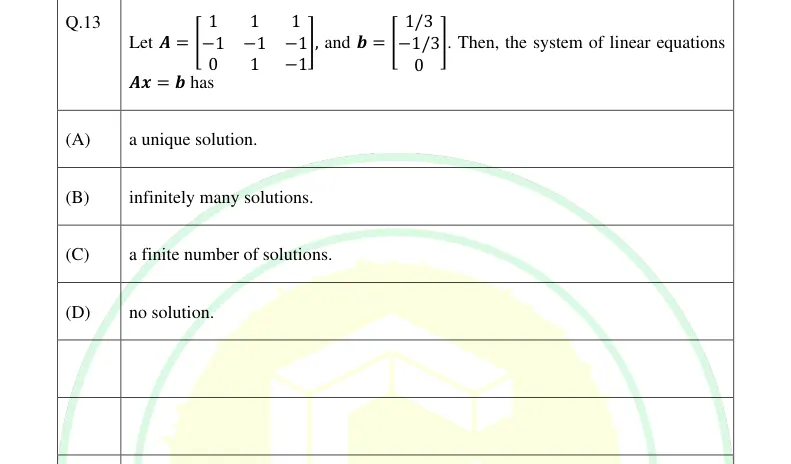 Q.13
Let 𝑨 = [1 1 1; −1 −1 −1; 0 1 −1], and 𝒃 = [1/3; −1/3; 0]. Then, the system of linear equations
𝑨𝒙 = 𝒃 has
(A) a unique solution.
(B) infinitely many solutions.
(C) a finite number of solutions.
(D) no solution.